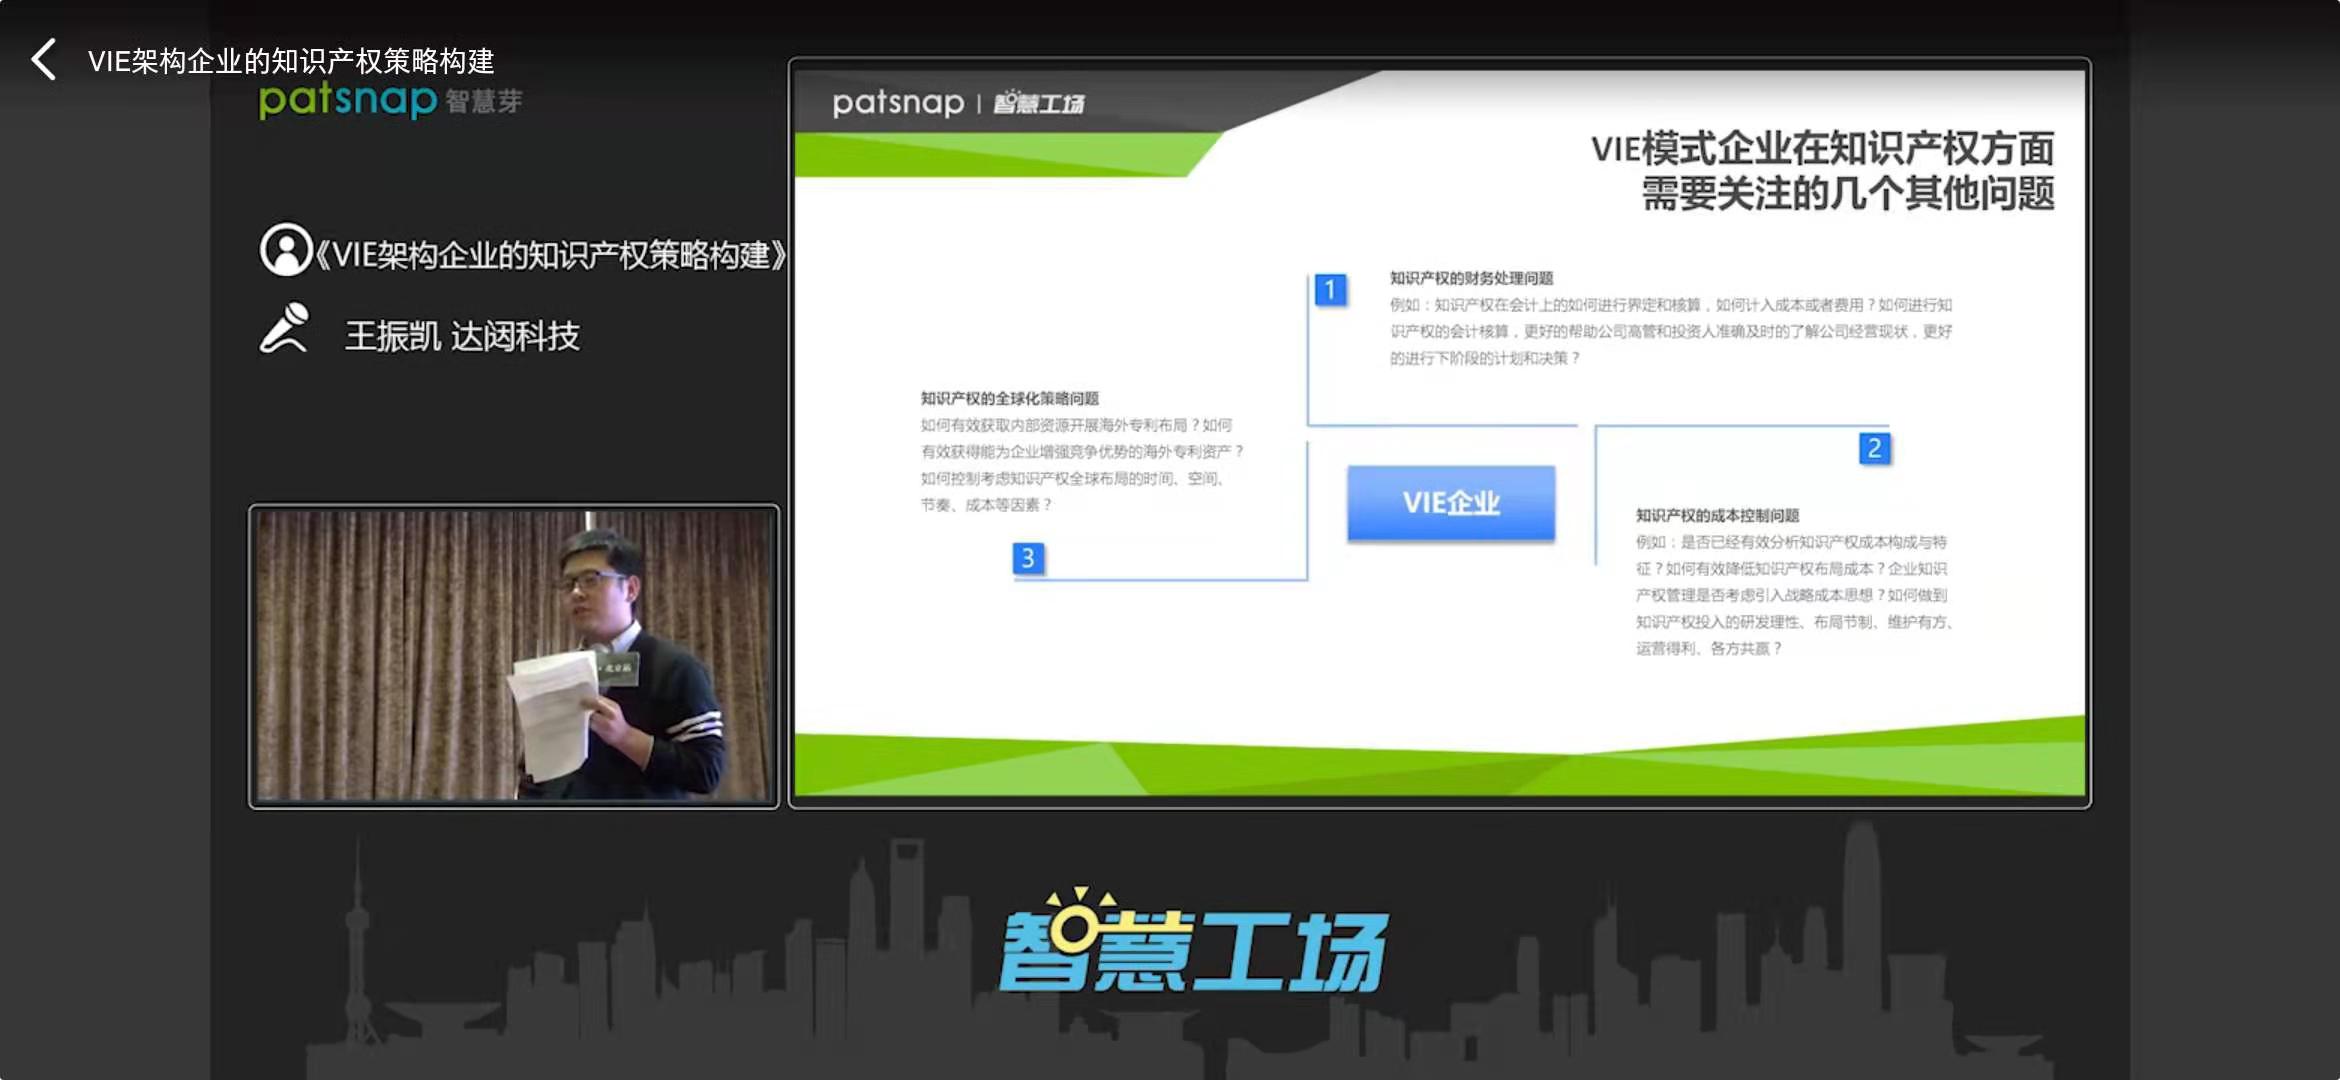 VIE架构企业的知识产权策略构建
patsnap 智慧芽
《VIE架构企业的知识产权策略构建》
王振凯 达闼科技
patsnap | 智慧工场
VIE模式企业在知识产权方面
需要关注的几个其他问题
1
知识产权的财务处理问题
例如：知识产权在会计上的如何进行界定和核算，如何计入成本或者费用？如何进行知
识产权的会计核算，更好的帮助公司高管和投资人准确及时的了解公司经营现状，更好
的进行下阶段的计划和决策？
VIE企业
2
知识产权的成本控制问题
例如：是否已经有效分析知识产权成本构成与特
征？如何有效降低知识产权布局成本？企业知识
产权管理是否考虑引入战略成本思想？如何做到
知识产权投入的研发理性、布局节制、维护有方、
运营得利、各方共赢？
知识产权的全球化策略问题
如何有效获取内部资源开展海外专利布局？如何
有效获得能为企业增强竞争优势的海外专利资产？
如何控制考虑知识产权全球布局的时间、空间、
节奏、成本等因素？
3
智慧工场